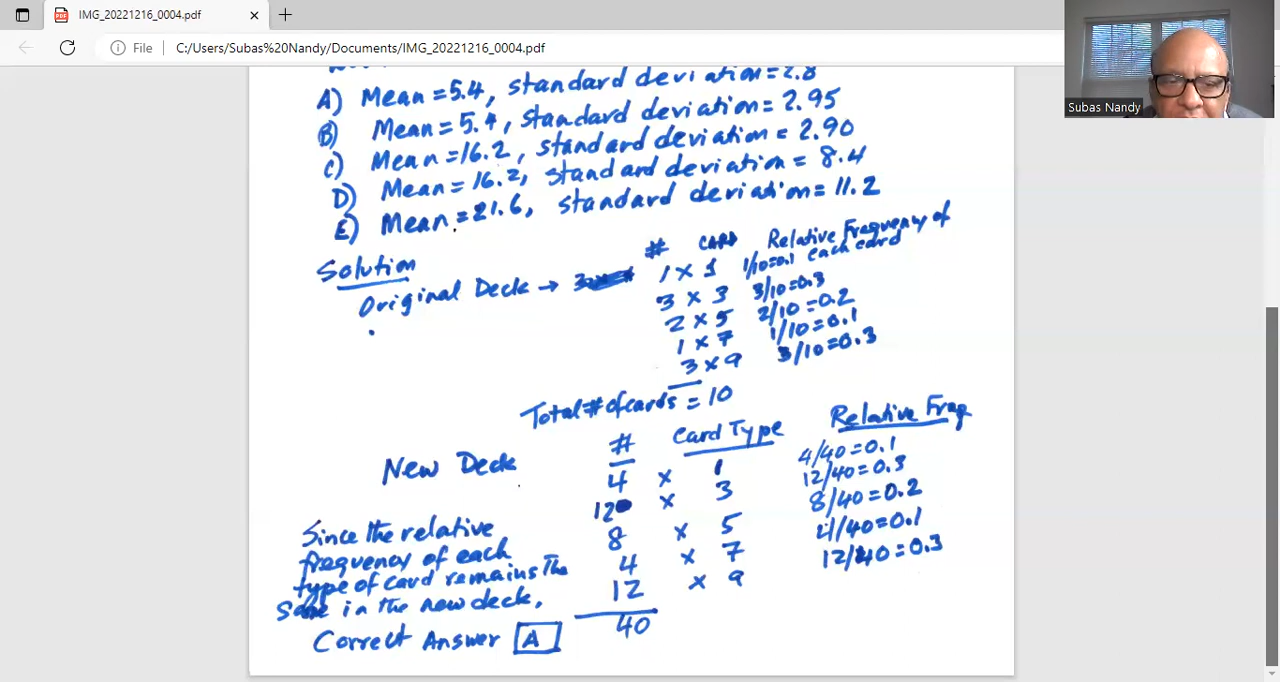 IMG_20221216_0004.pdf
File
C:/Users/Subas%20Nandy/Documents/IMG_20221216_0004.pdf
Subas Nandy
A) Mean = 5.4, standard deviation = 2.8
B) Mean = 5.4, standard deviation = 2.95
C) Mean = 16.2, standard deviation = 2.90
D) Mean = 16.2, standard deviation = 8.4
E) Mean = 21.6, standard deviation = 11.2
Solution
Original Deck →
# CARD Relative Frequency of each card
1 x 1 1/10=0.1
3 x 3 3/10=0.3
2 x 5 2/10=0.2
1 x 7 1/10=0.1
3 x 9 3/10=0.3
Total # of cards = 10
New Deck
# Card Type Relative Freq
4 x 1 4/40=0.1
12 x 3 12/40=0.3
8 x 5 8/40=0.2
4 x 7 4/40=0.1
12 x 9 12/40=0.3
40
Since the relative
frequency of each
type of card remains the
same in the new deck,
Correct Answer A